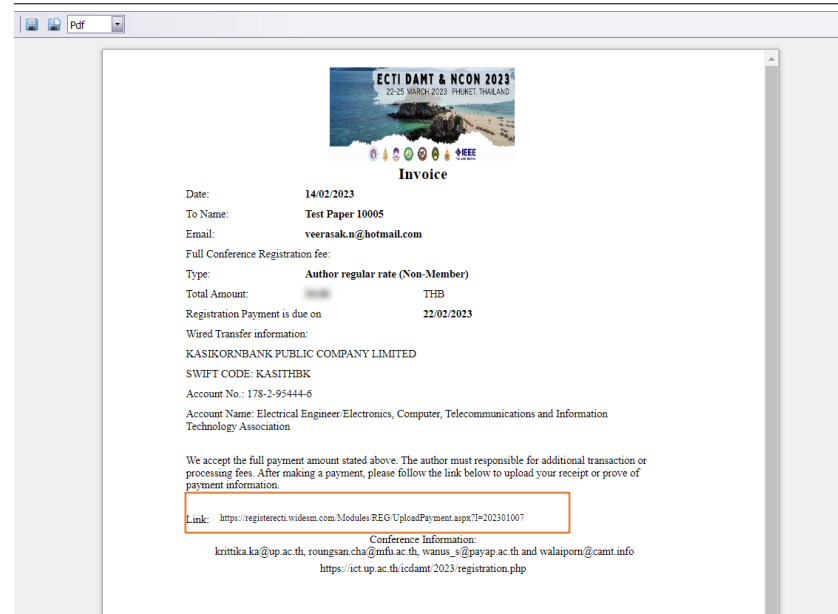 Pdf
ECTI DAMT & NCON 2023
22-25 MARCH 2023 PHUKET, THAILAND
IEEE
Invoice
Date: 14/02/2023
To Name: Test Paper 10005
Email: veerasak.n@hotmail.com
Full Conference Registration fee:
Type: Author regular rate (Non-Member)
Total Amount: THB
Registration Payment is due on 22/02/2023
Wired Transfer information:
KASIKORNBANK PUBLIC COMPANY LIMITED
SWIFT CODE: KASITHBK
Account No.: 178-2-95444-6
Account Name: Electrical Engineer/Electronics, Computer, Telecommunications and Information
Technology Association
We accept the full payment amount stated above. The author must responsible for additional transaction or
processing fees. After making a payment, please follow the link below to upload your receipt or prove of
payment information.
Link: https://registerecti.widesm.com/Modules/REG/UploadPayment.aspx?I=202301007
Conference Information:
krittika.ka@up.ac.th, roungsan.cha@mfu.ac.th, wanus_s@payap.ac.th and walaiporn@camt.info
https://ict.up.ac.th/icdamt/2023/registration.php